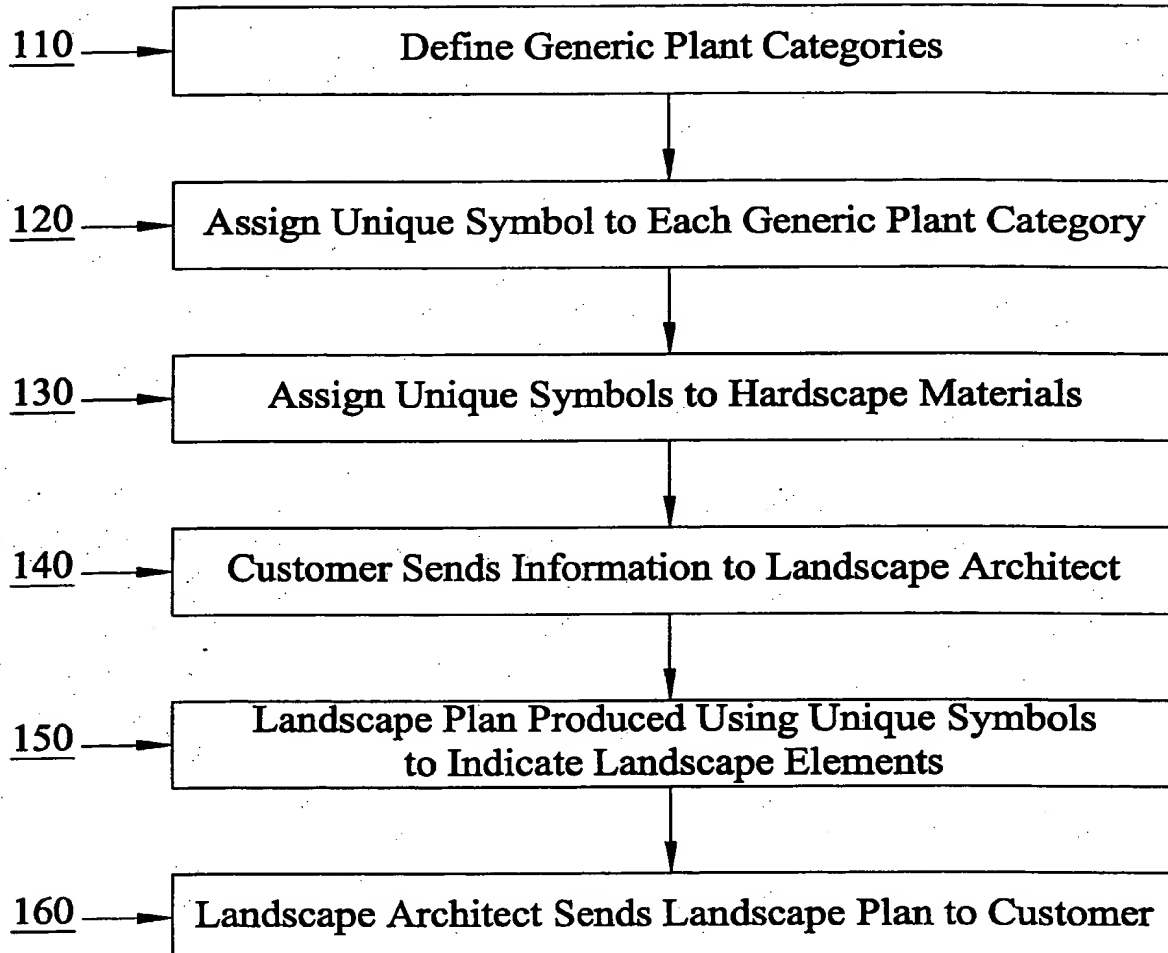 110 Define Generic Plant Categories
120 Assign Unique Symbol to Each Generic Plant Category
130 Assign Unique Symbols to Hardscape Materials
140 Customer Sends Information to Landscape Architect
150 Landscape Plan Produced Using Unique Symbols
to Indicate Landscape Elements
160 Landscape Architect Sends Landscape Plan to Customer